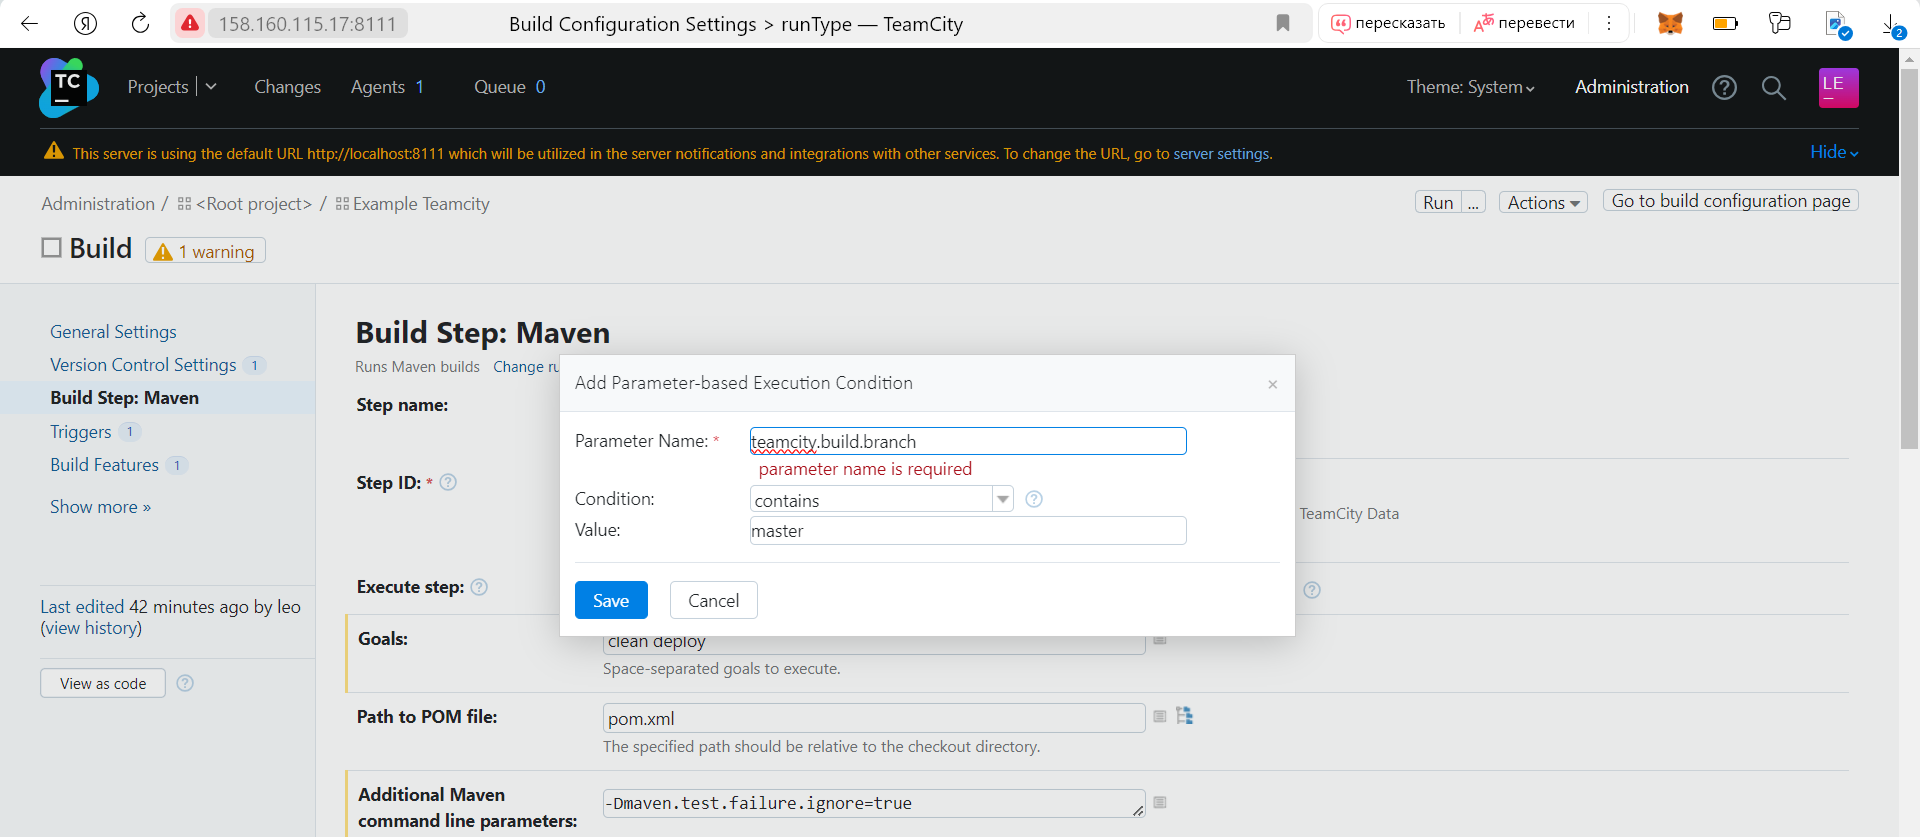 158.160.115.17:8111
Build Configuration Settings > runType — TeamCity
пересказать
перевести
2
TC
Projects
Changes
Agents 1
Queue 0
Theme: System
Administration
LE
This server is using the default URL http://localhost:8111 which will be utilized in the server notifications and integrations with other services. To change the URL, go to server settings.
Hide
Administration / <Root project> / Example Teamcity
Run ...
Actions
Go to build configuration page
Build
1 warning
General Settings
Version Control Settings 1
Build Step: Maven
Triggers 1
Build Features 1
Show more »
Last edited 42 minutes ago by leo
(view history)
View as code
Build Step: Maven
Runs Maven builds Change ru
Step name:
Step ID: *
TeamCity Data
Execute step:
Goals:
clean deploy
Space-separated goals to execute.
Path to POM file:
pom.xml
The specified path should be relative to the checkout directory.
Additional Maven
command line parameters:
-Dmaven.test.failure.ignore=true
Add Parameter-based Execution Condition
Parameter Name: *
teamcity.build.branch
parameter name is required
Condition:
contains
Value:
master
Save
Cancel